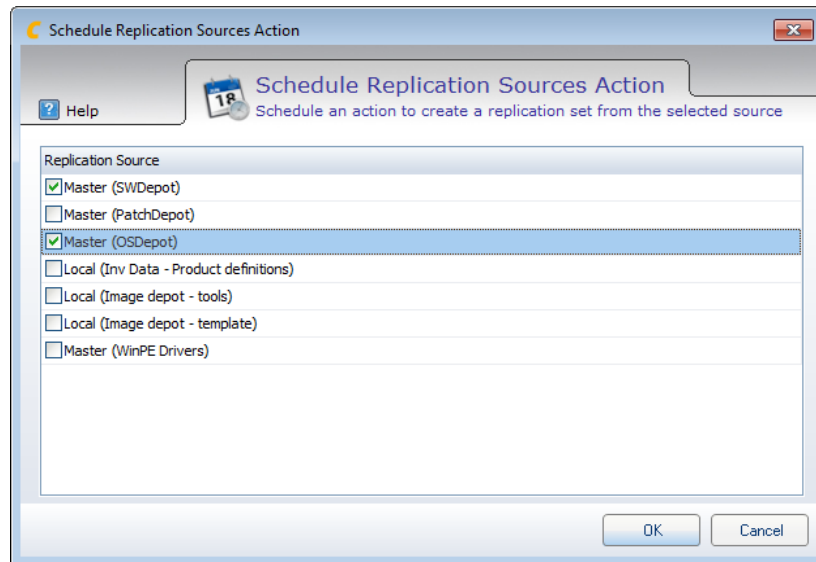 Schedule Replication Sources Action
Schedule Replication Sources Action
18
Help
Schedule an action to create a replication set from the selected source
Replication Source
Master (SWDepot)
Master (PatchDepot)
Master (OSDepot)
Local (Inv Data - Product definitions)
Local (Image depot - tools)
Local (Image depot - template)
Master (WinPE Drivers)
OK Cancel